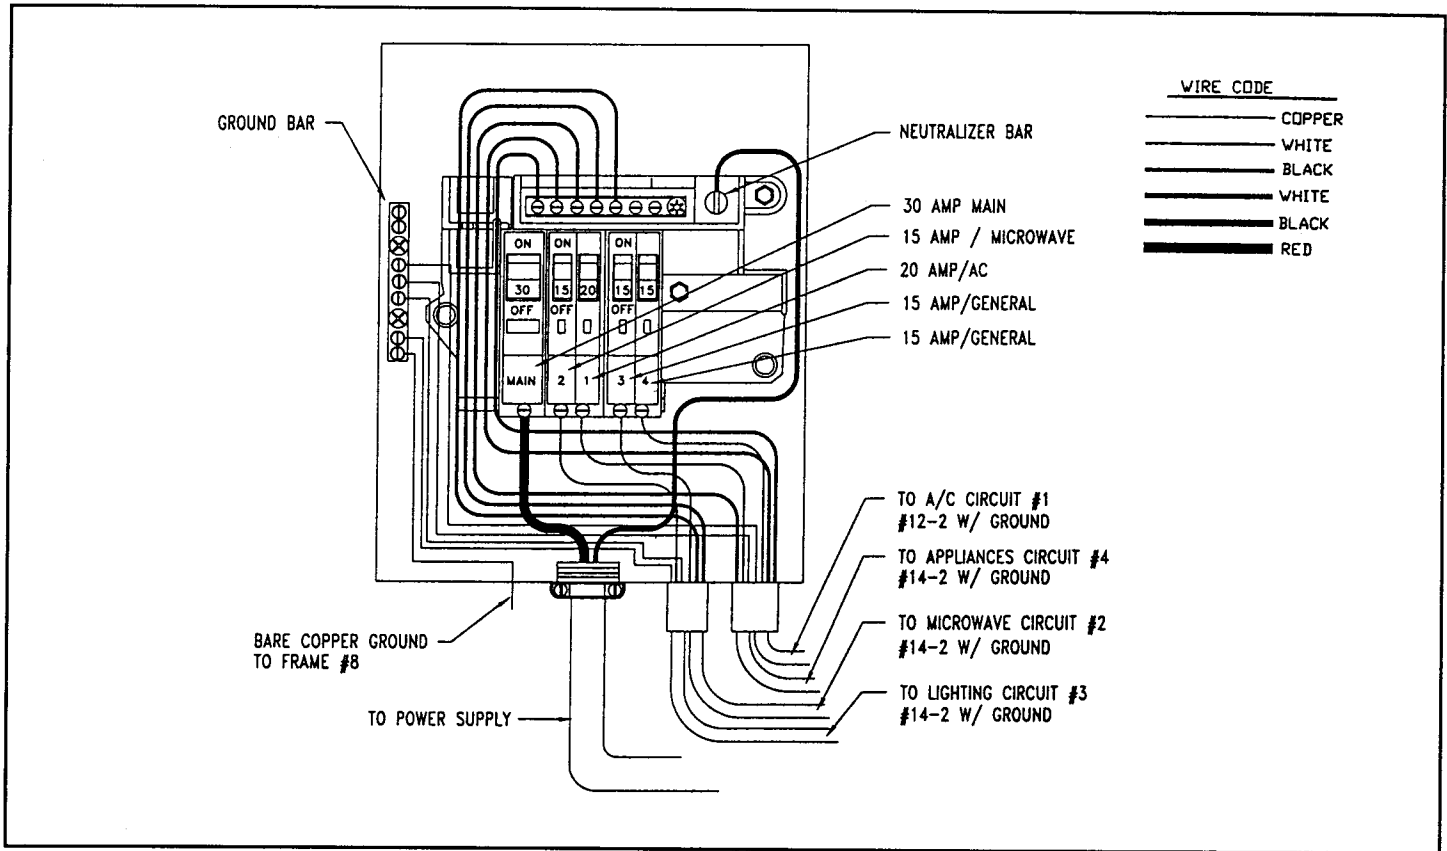 GROUND BAR
NEUTRALIZER BAR
30 AMP MAIN
15 AMP / MICROWAVE
20 AMP/AC
15 AMP/GENERAL
15 AMP/GENERAL
WIRE CODE
COPPER
WHITE
BLACK
WHITE
BLACK
RED
ON ON ON
30 15 20 15 15
OFF OFF OFF
MAIN 2 1 3 4
TO A/C CIRCUIT #1
#12-2 W/ GROUND
TO APPLIANCES CIRCUIT #4
#14-2 W/ GROUND
TO MICROWAVE CIRCUIT #2
#14-2 W/ GROUND
TO LIGHTING CIRCUIT #3
#14-2 W/ GROUND
BARE COPPER GROUND
TO FRAME #8
TO POWER SUPPLY